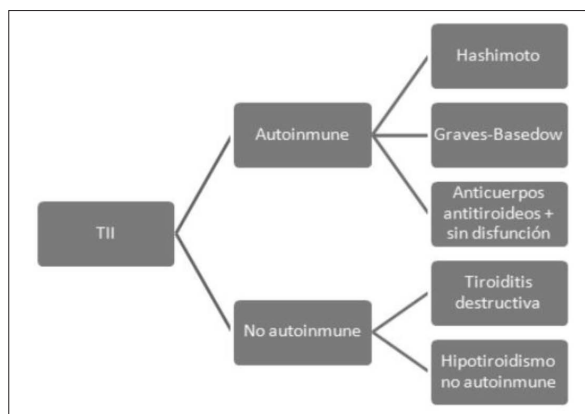 TII
Autoinmune
No autoinmune
Hashimoto
Graves-Basedow
Anticuerpos
antitiroideos +
sin disfunción
Tiroiditis
destructiva
Hipotiroidismo
no autoinmune